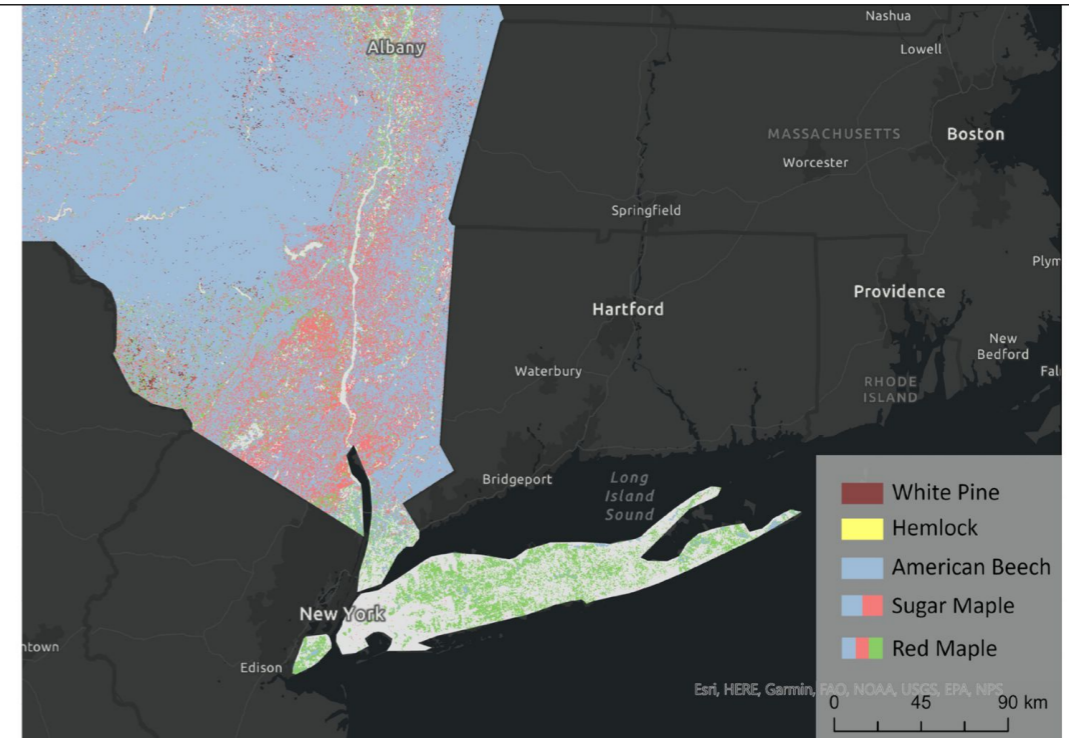 Nashua
Albany
Lowell
MASSACHUSETTS
Boston
Worcester
Springfield
Plym
Hartford
Providence
New
Bedford
Waterbury
Fal
RHODE
ISLAND
Bridgeport
Long
Island
Sound
New York
ntown
Edison
White Pine
Hemlock
American Beech
Sugar Maple
Red Maple
Esri, HERE, Garmin, FAO, NOAA, USGS, EPA, NPS
0 45 90 km